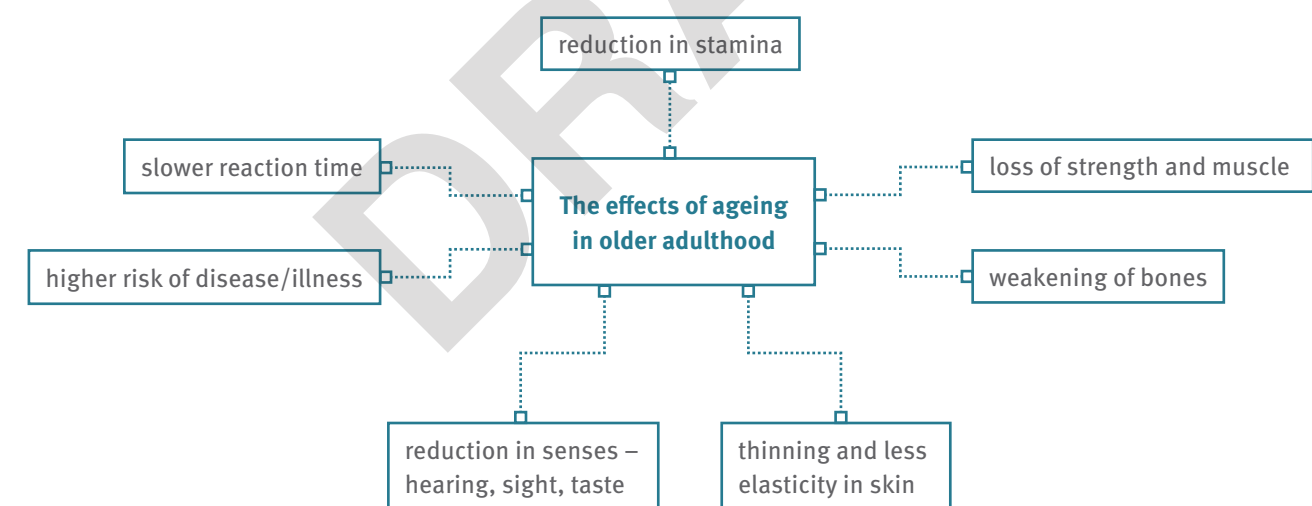 reduction in stamina
slower reaction time
loss of strength and muscle
The effects of ageing
in older adulthood
higher risk of disease/illness
weakening of bones
reduction in senses –
hearing, sight, taste
thinning and less
elasticity in skin